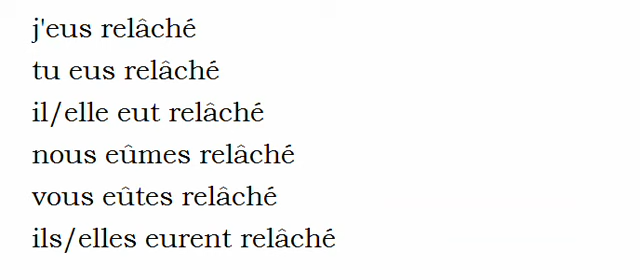 j'eus relâché
tu eus relâché
il/elle eut relâché
nous eûmes relâché
vous eûtes relâché
ils/elles eurent relâché